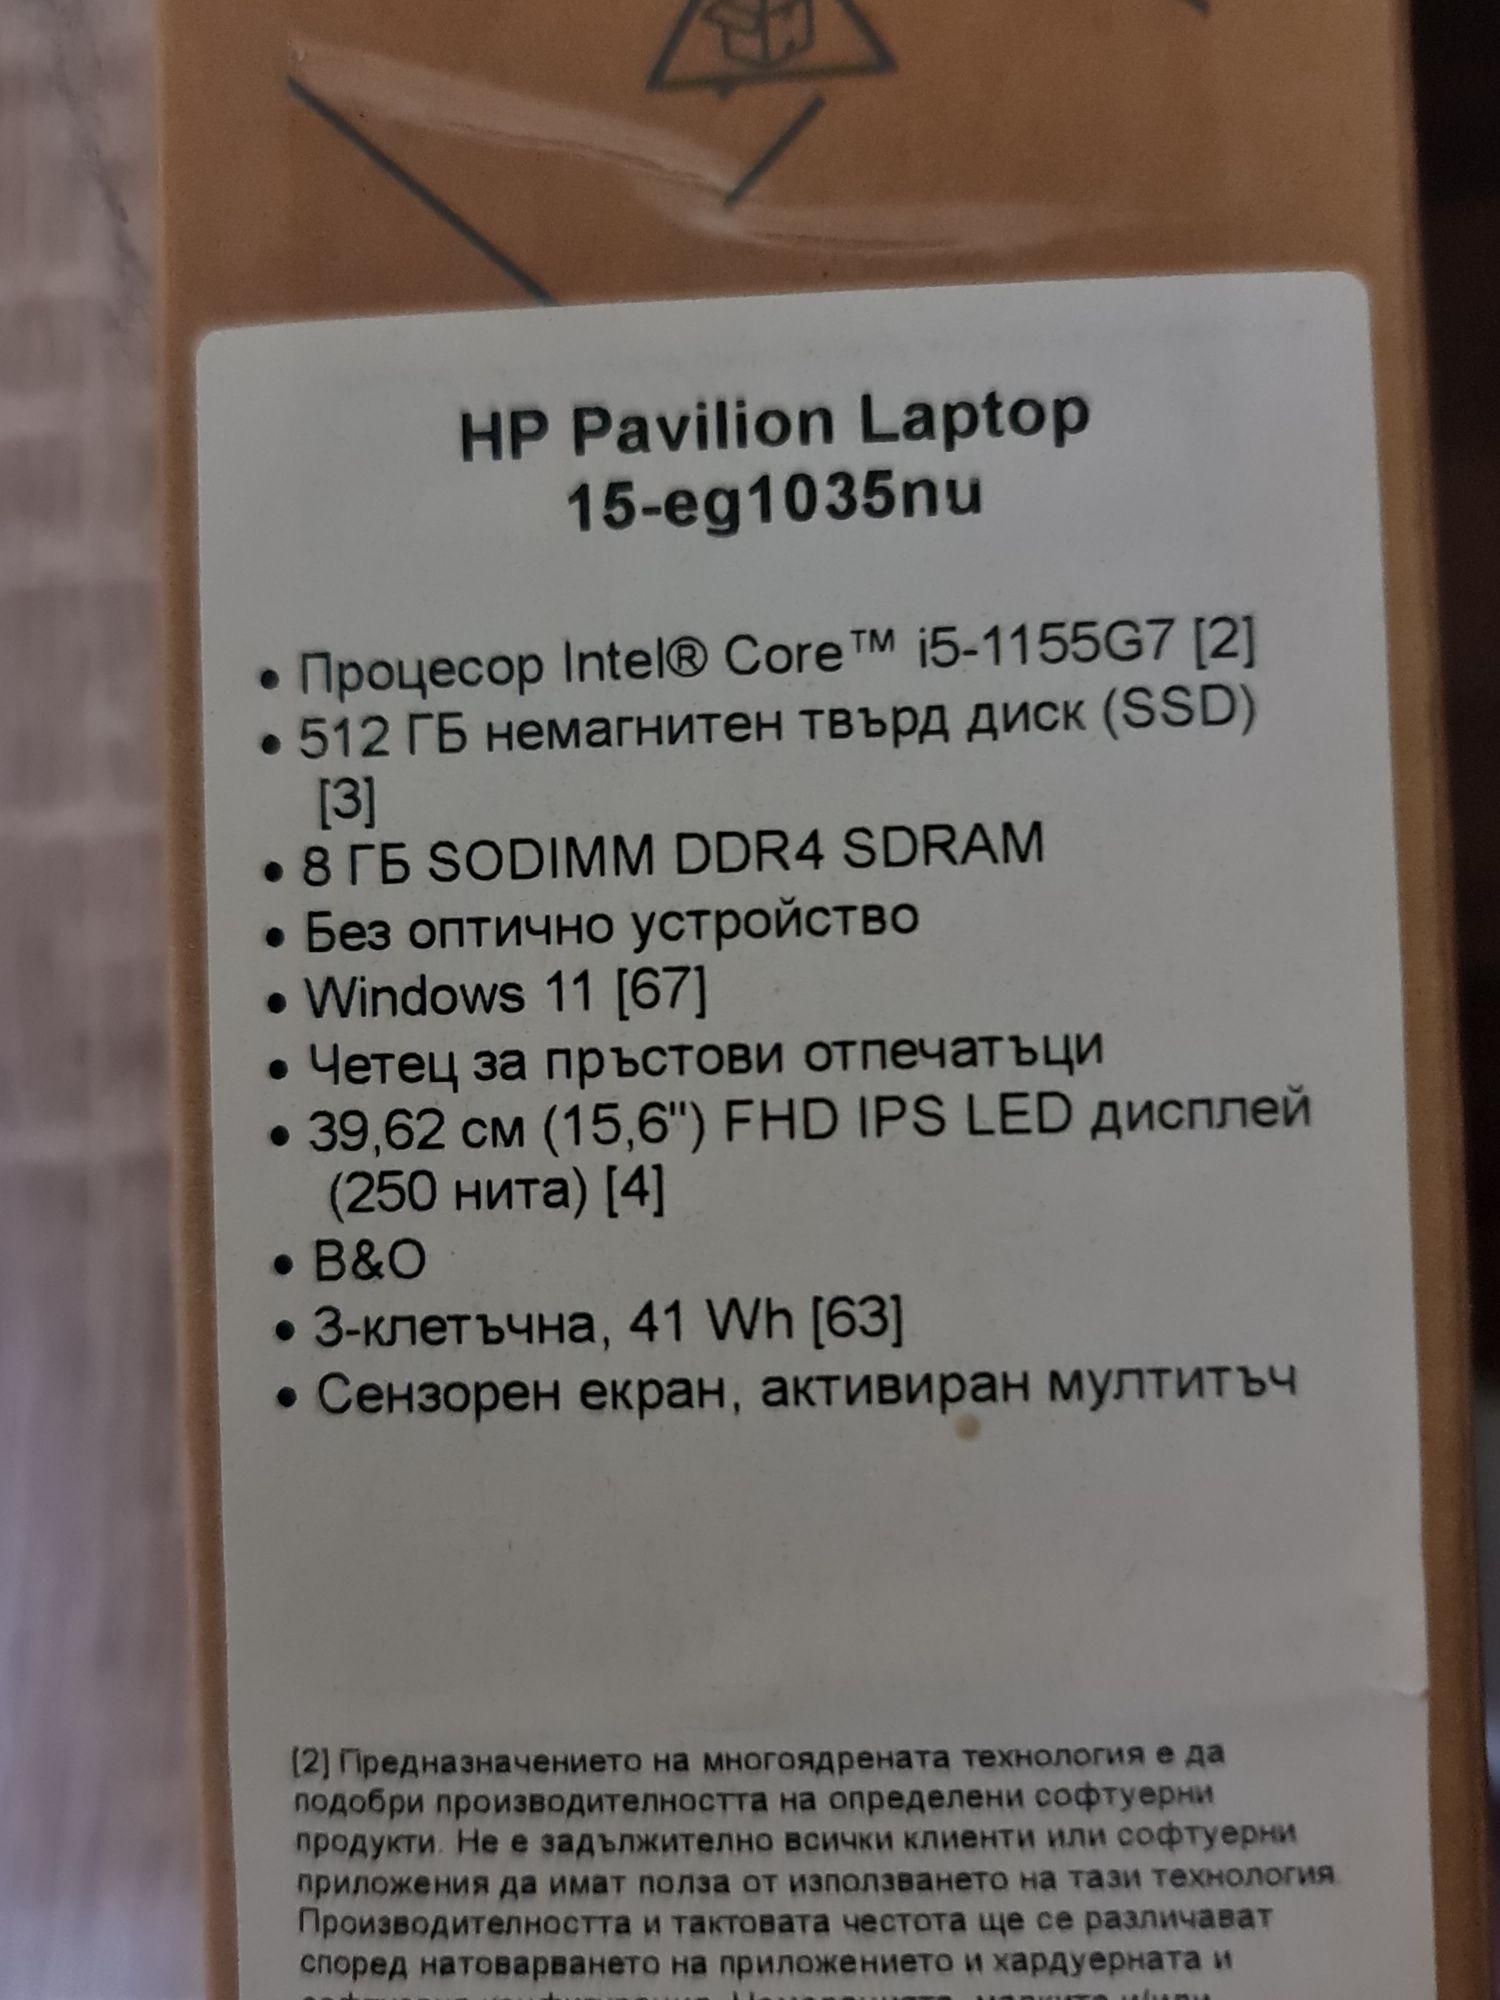 HP Pavilion Laptop
15-eg1035nu
• Процесор Intel® Core™ i5-1155G7 [2]
• 512 ГБ немагнитен твърд диск (SSD)
[3]
• 8 ГБ SODIMM DDR4 SDRAM
• Без оптично устройство
• Windows 11 [67]
• Четец за пръстови отпечатъци
• 39,62 см (15,6") FHD IPS LED дисплей
(250 нита) [4]
• B&O
• 3-клетъчна, 41 Wh [63]
• Сензорен екран, активиран мултитъч
[2] Предназначението на многоядрената технология е да
подобри производителността на определени софтуерни
продукти. Не е задължително всички клиенти или софтуерни
приложения да имат полза от използването на тази технология.
Производителността и тактовата честота ще се различават
според натоварването на приложението и хардуерната и